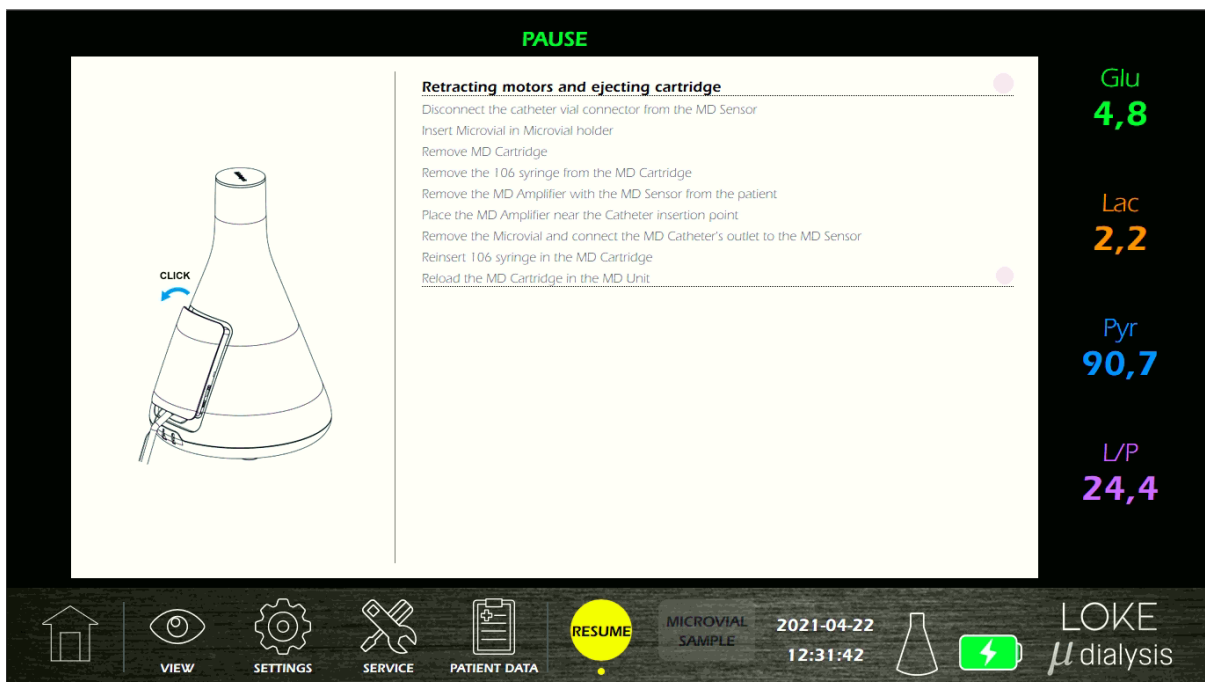 PAUSE
Retracting motors and ejecting cartridge
Disconnect the catheter vial connector from the MD Sensor
Insert Microvial in Microvial holder
Remove MD Cartridge
Remove the 106 syringe from the MD Cartridge
Remove the MD Amplifier with the MD Sensor from the patient
Place the MD Amplifier near the Catheter insertion point
Remove the Microvial and connect the MD Catheter's outlet to the MD Sensor
Reinsert 106 syringe in the MD Cartridge
Reload the MD Cartridge in the MD Unit
CLICK
Glu
4,8
Lac
2,2
Pyr
90,7
L/P
24,4
VIEW
SETTINGS
SERVICE
PATIENT DATA
RESUME
MICROVIAL
SAMPLE
2021-04-22
12:31:42
LOKE
µ dialysis